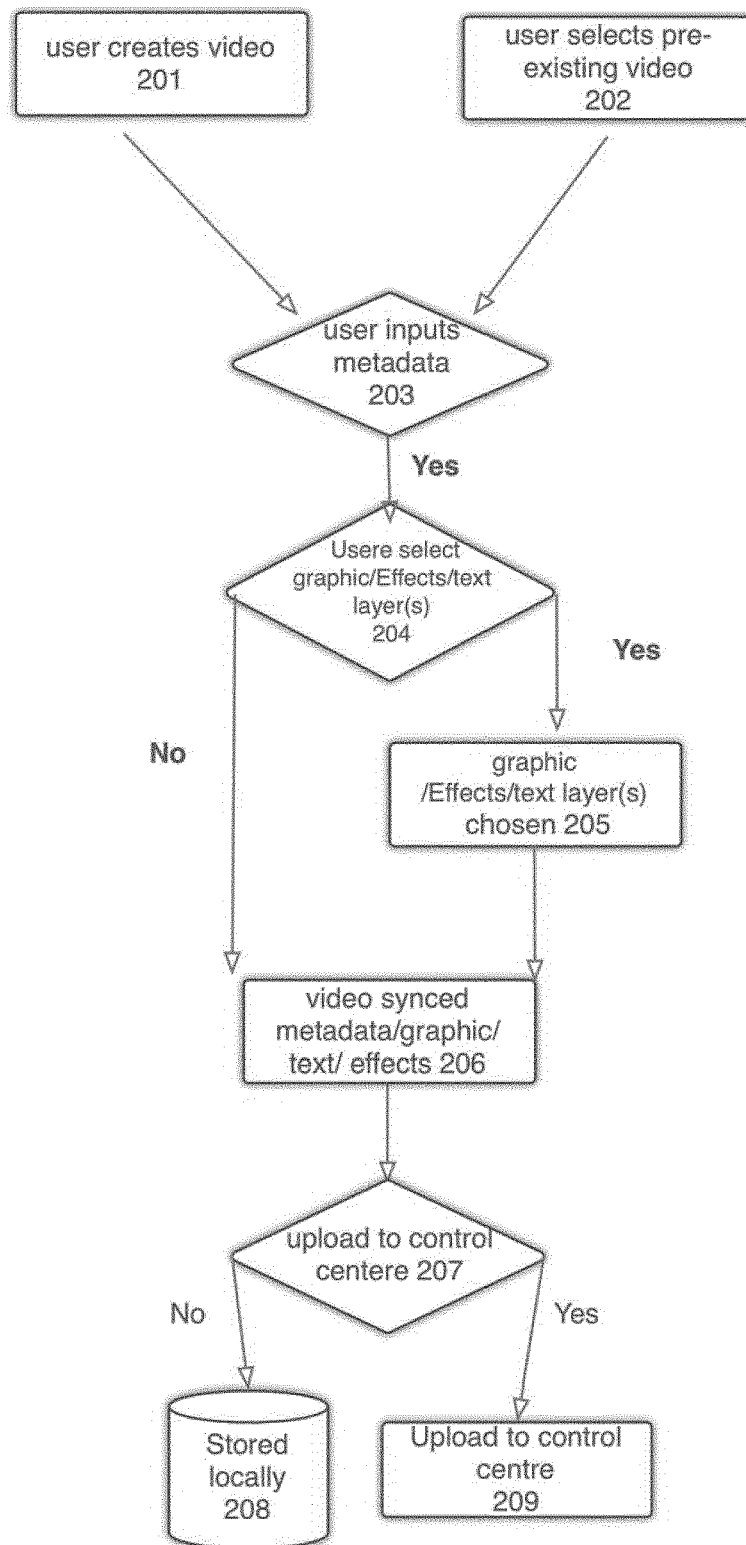 user creates video
201
user selects pre-
existing video
202
user inputs
metadata
203
Yes
Usere select
graphic/Effects/text
layer(s)
204
Yes
No
graphic
/Effects/text layer(s)
chosen 205
video synced
metadata/graphic/
text/ effects 206
upload to control
centere 207
No
Yes
Stored
locally
208
Upload to control
centre
209